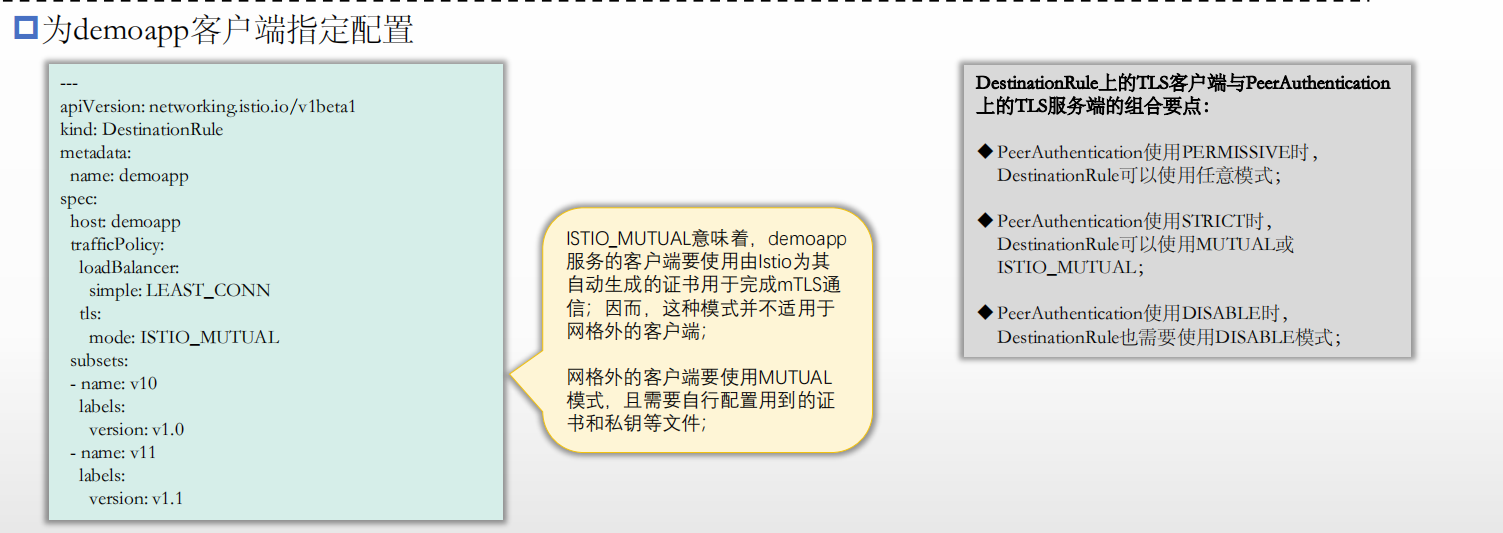 为demoapp客户端指定配置
---
apiVersion: networking.istio.io/v1beta1
kind: DestinationRule
metadata:
  name: demoapp
spec:
  host: demoapp
  trafficPolicy:
    loadBalancer:
      simple: LEAST_CONN
    tls:
      mode: ISTIO_MUTUAL
  subsets:
  - name: v10
    labels:
      version: v1.0
  - name: v11
    labels:
      version: v1.1
ISTIO_MUTUAL意味着，demoapp
服务的客户端要使用由Istio为其
自动生成的证书用于完成mTLS通
信；因而，这种模式并不适用于
网格外的客户端；
网格外的客户端要使用MUTUAL
模式，且需要自行配置用到的证
书和私钥等文件；
DestinationRule上的TLS客户端与PeerAuthentication
上的TLS服务端的组合要点：
◆ PeerAuthentication使用PERMISSIVE时，
DestinationRule可以使用任意模式；
◆ PeerAuthentication使用STRICT时，
DestinationRule可以使用MUTUAL或
ISTIO_MUTUAL；
◆ PeerAuthentication使用DISABLE时，
DestinationRule也需要使用DISABLE模式；